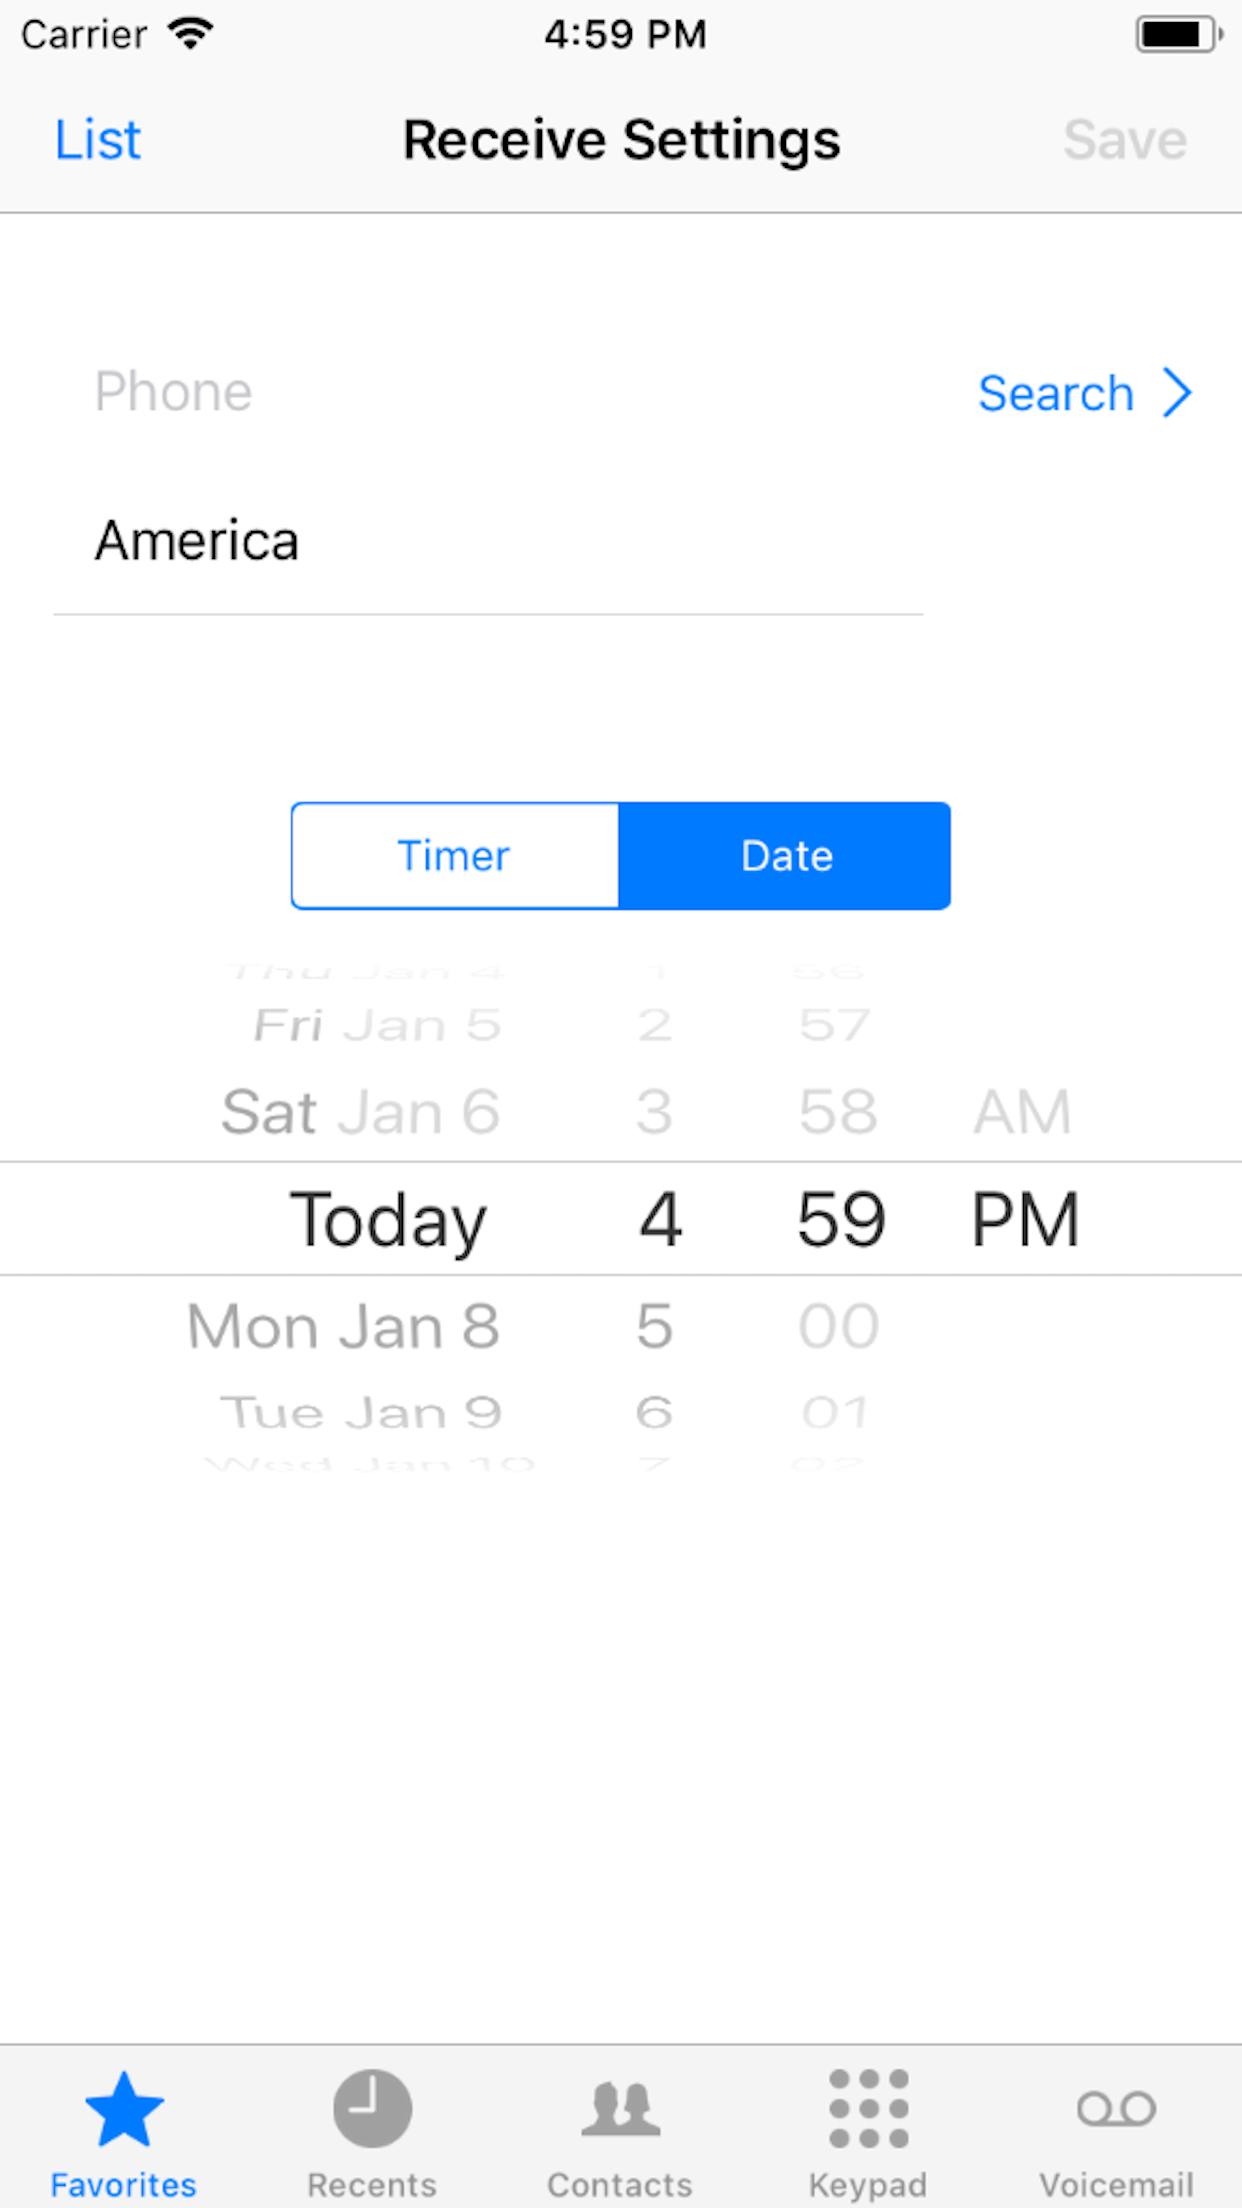 Carrier 4:59 PM
List Receive Settings Save
Phone Search
America
Timer Date
Thu Jan 4 1 56
Fri Jan 5 2 57
Sat Jan 6 3 58 AM
Today 4 59 PM
Mon Jan 8 5 00
Tue Jan 9 6 01
Wed Jan 10 7 02
Favorites Recents Contacts Keypad Voicemail